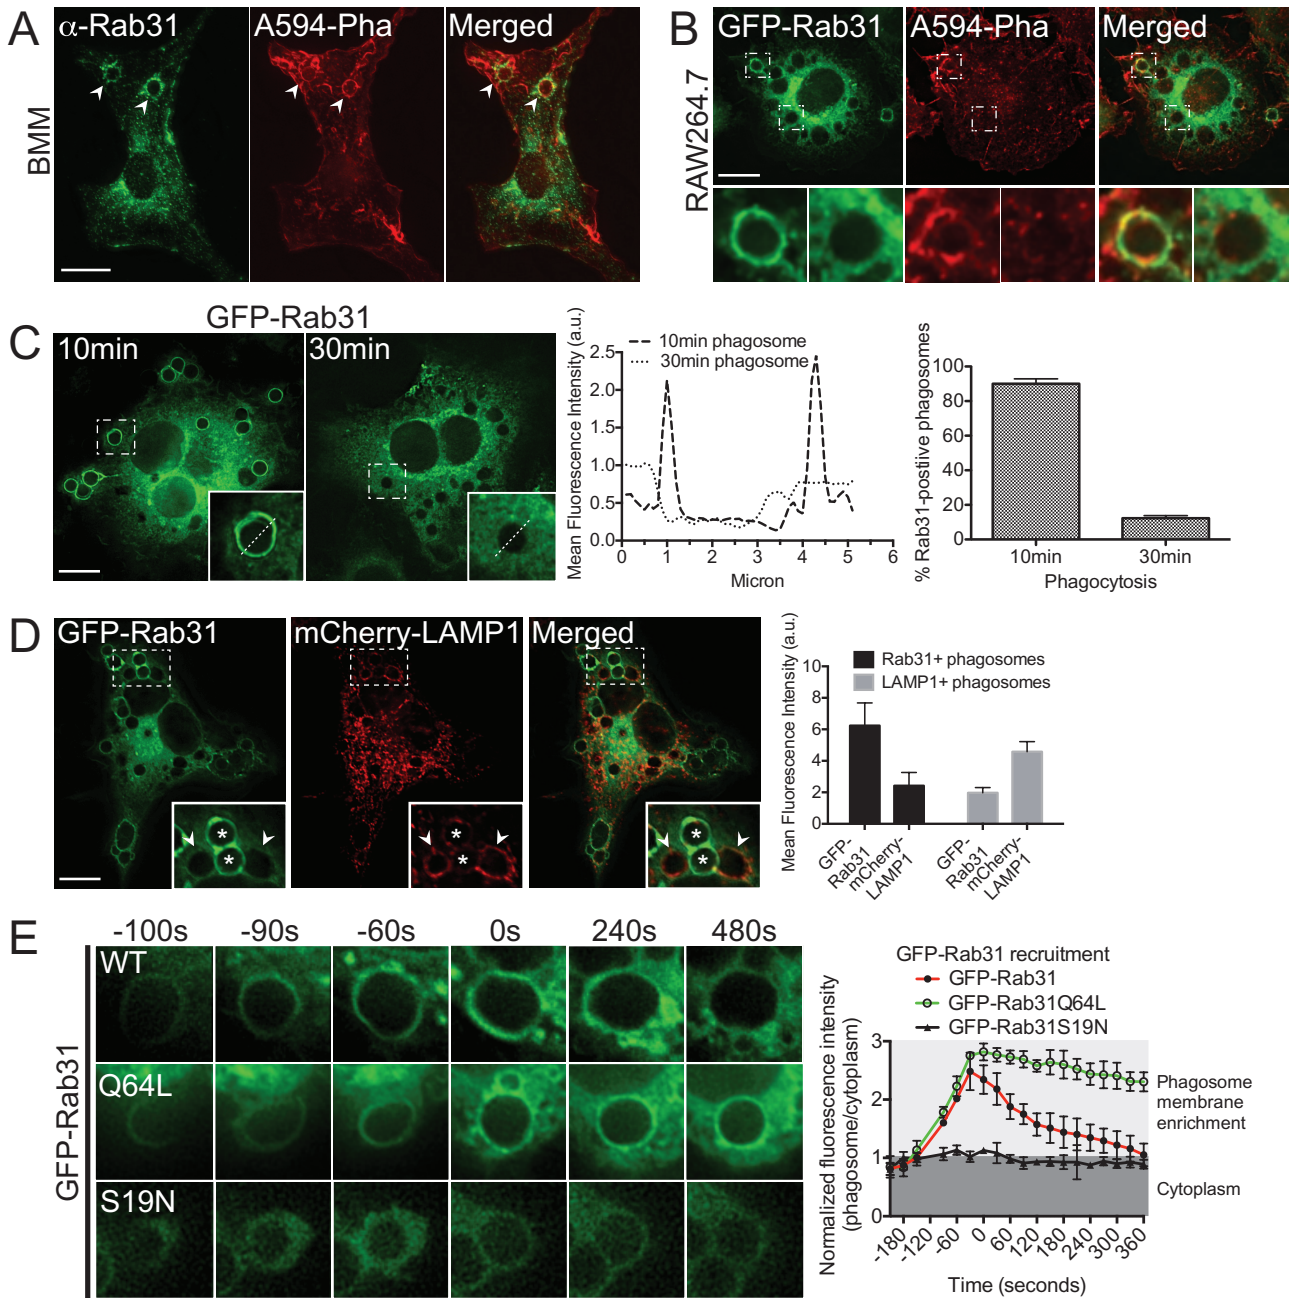 A
α-Rab31
A594-Pha
Merged
BMM
B
GFP-Rab31
A594-Pha
Merged
RAW264.7
C
GFP-Rab31
10min
30min
Mean Fluorescence Intensity (a.u.)
10min phagosome
30min phagosome
2.5
2.0
1.5
1.0
0.5
0.0
0 1 2 3 4 5 6
Micron
% Rab31-postive phagosomes
100
80
60
40
20
0
10min 30min
Phagocytosis
D
GFP-Rab31
mCherry-LAMP1
Merged
* *
* *
* *
Mean Fluorescence Intensity (a.u.)
Rab31+ phagosomes
LAMP1+ phagosomes
10
8
6
4
2
0
GFP-
Rab31
mCherry-
LAMP1
GFP-
Rab31
mCherry-
LAMP1
E
-100s -90s -60s 0s 240s 480s
GFP-Rab31
WT
Q64L
S19N
GFP-Rab31 recruitment
GFP-Rab31
GFP-Rab31Q64L
GFP-Rab31S19N
Normalized fluorescence intensity
(phagosome/cytoplasm)
3
2
1
0
Phagosome
membrane
enrichment
Cytoplasm
-180 -120 -60 0 60 120 180 240 300 360
Time (seconds)